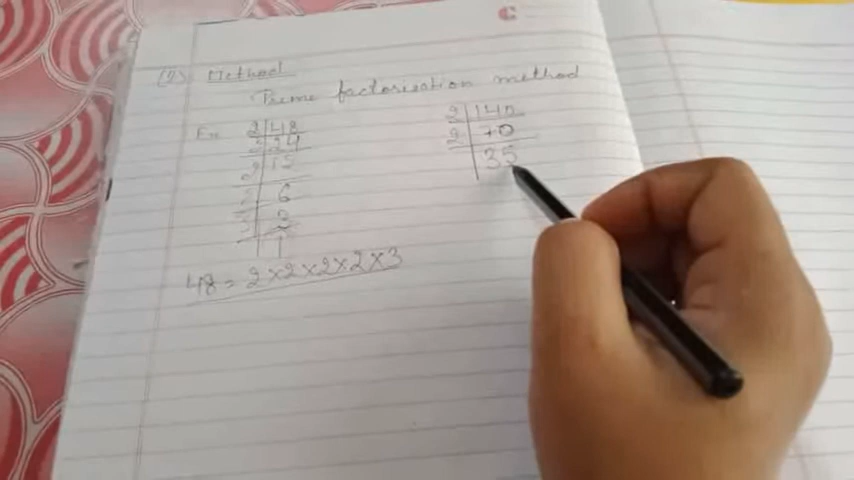 (2) Method
Prime factorisation method
Ex 2 | 48
2 | 24
2 | 12
2 | 6
3 | 3
1
48 = 2×2×2×2×3
2 | 140
2 | 70
35